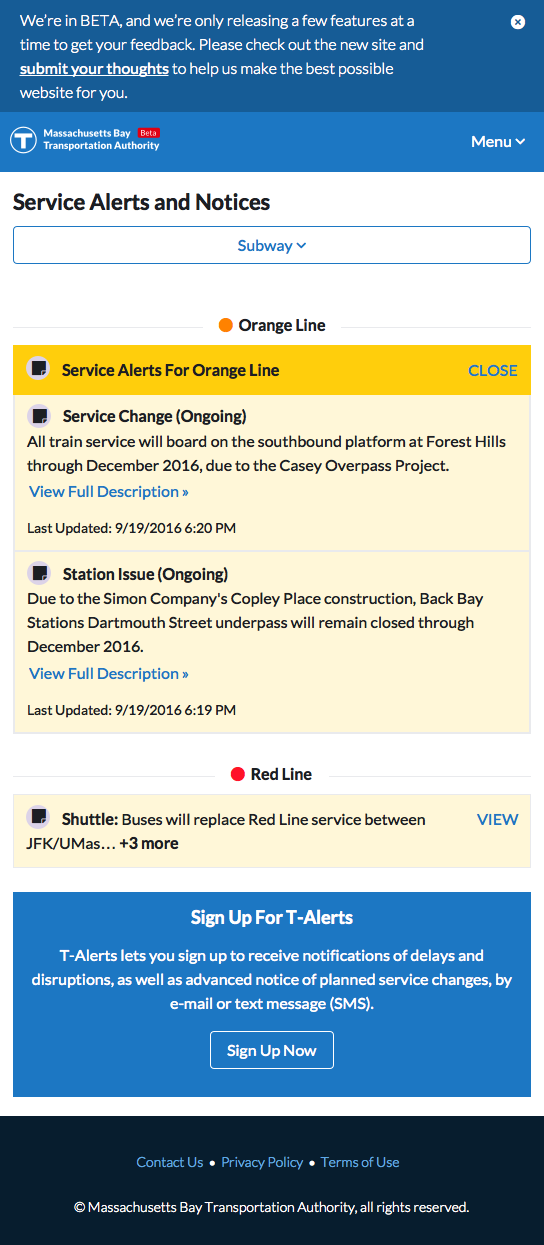 We're in BETA, and we're only releasing a few features at a
time to get your feedback. Please check out the new site and
submit your thoughts to help us make the best possible
website for you.
T
Massachusetts Bay Beta
Transportation Authority
Menu
Service Alerts and Notices
Subway
Orange Line
Service Alerts For Orange Line CLOSE
Service Change (Ongoing)
All train service will board on the southbound platform at Forest Hills
through December 2016, due to the Casey Overpass Project.
View Full Description »
Last Updated: 9/19/2016 6:20 PM
Station Issue (Ongoing)
Due to the Simon Company's Copley Place construction, Back Bay
Stations Dartmouth Street underpass will remain closed through
December 2016.
View Full Description »
Last Updated: 9/19/2016 6:19 PM
Red Line
Shuttle: Buses will replace Red Line service between VIEW
JFK/UMas… +3 more
Sign Up For T-Alerts
T-Alerts lets you sign up to receive notifications of delays and
disruptions, as well as advanced notice of planned service changes, by
e-mail or text message (SMS).
Sign Up Now
Contact Us • Privacy Policy • Terms of Use
© Massachusetts Bay Transportation Authority, all rights reserved.